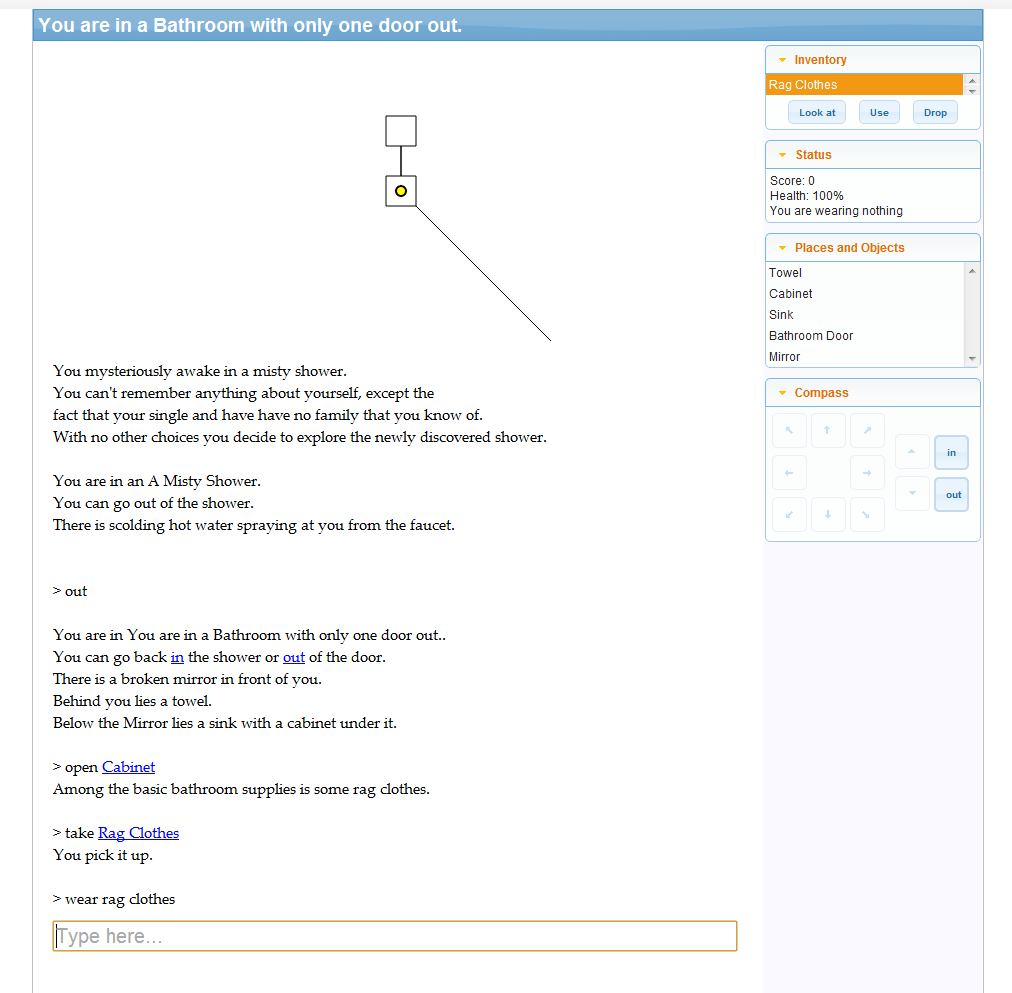 You are in a Bathroom with only one door out.
You mysteriously awake in a misty shower.
You can't remember anything about yourself, except the
fact that your single and have have no family that you know of.
With no other choices you decide to explore the newly discovered shower.
You are in an A Misty Shower.
You can go out of the shower.
There is scolding hot water spraying at you from the faucet.
> out
You are in You are in a Bathroom with only one door out..
You can go back in the shower or out of the door.
There is a broken mirror in front of you.
Behind you lies a towel.
Below the Mirror lies a sink with a cabinet under it.
> open Cabinet
Among the basic bathroom supplies is some rag clothes.
> take Rag Clothes
You pick it up.
> wear rag clothes
Type here...
Inventory
Rag Clothes
Look at Use Drop
Status
Score: 0
Health: 100%
You are wearing nothing
Places and Objects
Towel
Cabinet
Sink
Bathroom Door
Mirror
Compass
in
out